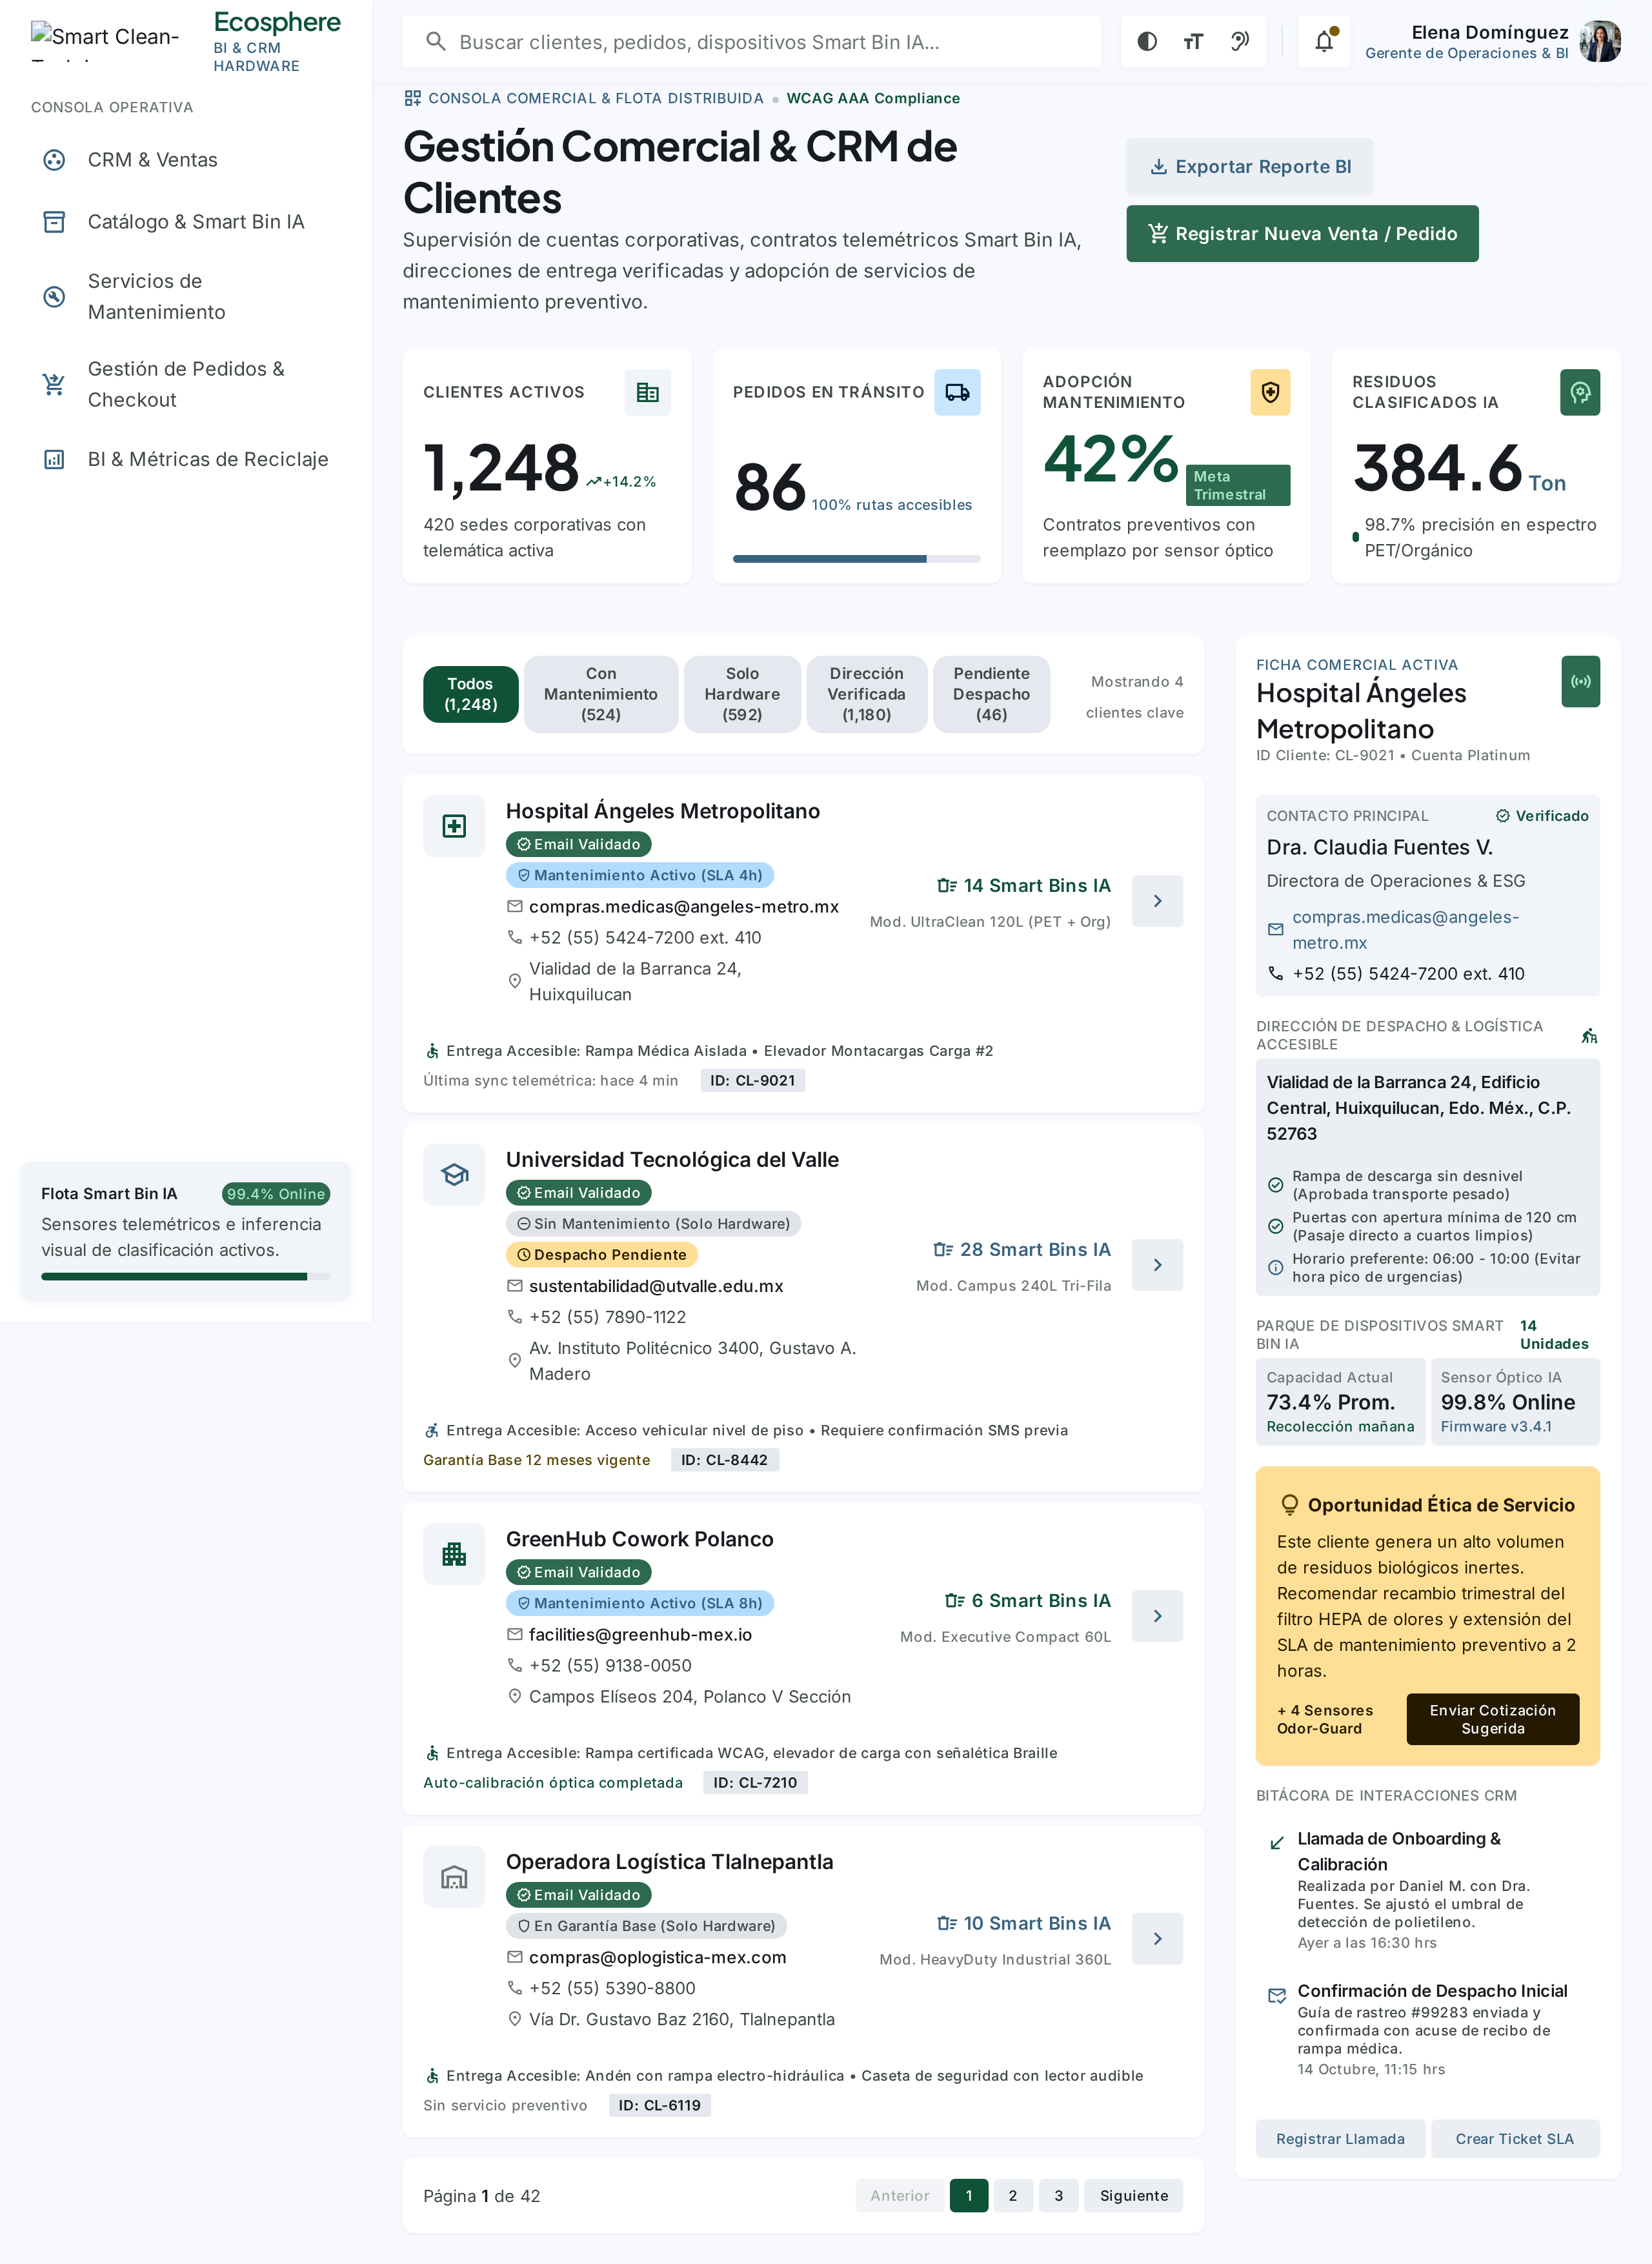 Smart Clean-
Ecosphere
BI & CRM
HARDWARE
CONSOLA OPERATIVA
CRM & Ventas
Catálogo & Smart Bin IA
Servicios de
Mantenimiento
Gestión de Pedidos &
Checkout
BI & Métricas de Reciclaje
Flota Smart Bin IA
99.4% Online
Sensores telemétricos e inferencia
visual de clasificación activos.
Buscar clientes, pedidos, dispositivos Smart Bin IA...
Elena Domínguez
Gerente de Operaciones & BI
CONSOLA COMERCIAL & FLOTA DISTRIBUIDA ● WCAG AAA Compliance
Gestión Comercial & CRM de
Clientes
Supervisión de cuentas corporativas, contratos telemétricos Smart Bin IA,
direcciones de entrega verificadas y adopción de servicios de
mantenimiento preventivo.
Exportar Reporte BI
Registrar Nueva Venta / Pedido
CLIENTES ACTIVOS
1,248
+14.2%
420 sedes corporativas con
telemática activa
PEDIDOS EN TRÁNSITO
86
100% rutas accesibles
ADOPCIÓN
MANTENIMIENTO
42%
Meta
Trimestral
Contratos preventivos con
reemplazo por sensor óptico
RESIDUOS
CLASIFICADOS IA
384.6 Ton
98.7% precisión en espectro
PET/Orgánico
Todos
(1,248)
Con
Mantenimiento
(524)
Solo
Hardware
(592)
Dirección
Verificada
(1,180)
Pendiente
Despacho
(46)
Mostrando 4
clientes clave
Hospital Ángeles Metropolitano
Email Validado
Mantenimiento Activo (SLA 4h)
compras.medicas@angeles-metro.mx
+52 (55) 5424-7200 ext. 410
Vialidad de la Barranca 24,
Huixquilucan
14 Smart Bins IA
Mod. UltraClean 120L (PET + Org)
Entrega Accesible: Rampa Médica Aislada • Elevador Montacargas Carga #2
Última sync telemétrica: hace 4 min
ID: CL-9021
Universidad Tecnológica del Valle
Email Validado
Sin Mantenimiento (Solo Hardware)
Despacho Pendiente
sustentabilidad@utvalle.edu.mx
+52 (55) 7890-1122
Av. Instituto Politécnico 3400, Gustavo A.
Madero
28 Smart Bins IA
Mod. Campus 240L Tri-Fila
Entrega Accesible: Acceso vehicular nivel de piso • Requiere confirmación SMS previa
Garantía Base 12 meses vigente
ID: CL-8442
GreenHub Cowork Polanco
Email Validado
Mantenimiento Activo (SLA 8h)
facilities@greenhub-mex.io
+52 (55) 9138-0050
Campos Elíseos 204, Polanco V Sección
6 Smart Bins IA
Mod. Executive Compact 60L
Entrega Accesible: Rampa certificada WCAG, elevador de carga con señalética Braille
Auto-calibración óptica completada
ID: CL-7210
Operadora Logística Tlalnepantla
Email Validado
En Garantía Base (Solo Hardware)
compras@oplogistica-mex.com
+52 (55) 5390-8800
Vía Dr. Gustavo Baz 2160, Tlalnepantla
10 Smart Bins IA
Mod. HeavyDuty Industrial 360L
Entrega Accesible: Andén con rampa electro-hidráulica • Caseta de seguridad con lector audible
Sin servicio preventivo
ID: CL-6119
Página 1 de 42
Anterior
1
2
3
Siguiente
FICHA COMERCIAL ACTIVA
Hospital Ángeles
Metropolitano
ID Cliente: CL-9021 • Cuenta Platinum
CONTACTO PRINCIPAL
Verificado
Dra. Claudia Fuentes V.
Directora de Operaciones & ESG
compras.medicas@angeles-
metro.mx
+52 (55) 5424-7200 ext. 410
DIRECCIÓN DE DESPACHO & LOGÍSTICA
ACCESIBLE
Vialidad de la Barranca 24, Edificio
Central, Huixquilucan, Edo. Méx., C.P.
52763
Rampa de descarga sin desnivel
(Aprobada transporte pesado)
Puertas con apertura mínima de 120 cm
(Pasaje directo a cuartos limpios)
Horario preferente: 06:00 - 10:00 (Evitar
hora pico de urgencias)
PARQUE DE DISPOSITIVOS SMART
BIN IA
14
Unidades
Capacidad Actual
73.4% Prom.
Recolección mañana
Sensor Óptico IA
99.8% Online
Firmware v3.4.1
Oportunidad Ética de Servicio
Este cliente genera un alto volumen
de residuos biológicos inertes.
Recomendar recambio trimestral del
filtro HEPA de olores y extensión del
SLA de mantenimiento preventivo a 2
horas.
+ 4 Sensores
Odor-Guard
Enviar Cotización
Sugerida
BITÁCORA DE INTERACCIONES CRM
Llamada de Onboarding &
Calibración
Realizada por Daniel M. con Dra.
Fuentes. Se ajustó el umbral de
detección de polietileno.
Ayer a las 16:30 hrs
Confirmación de Despacho Inicial
Guía de rastreo #99283 enviada y
confirmada con acuse de recibo de
rampa médica.
14 Octubre, 11:15 hrs
Registrar Llamada
Crear Ticket SLA